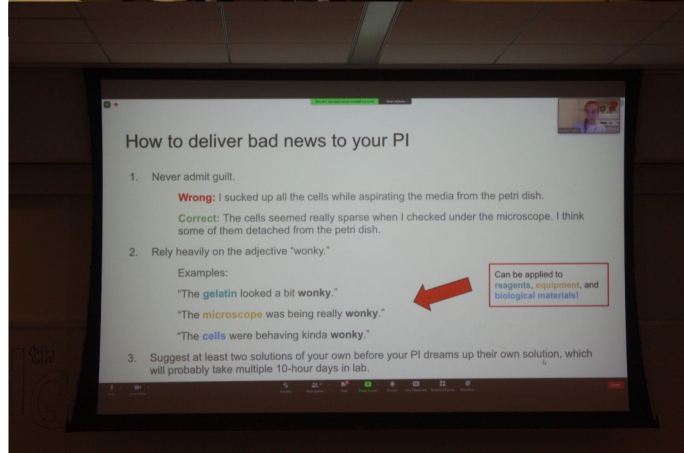 How to deliver bad news to your PI
1. Never admit guilt.
Wrong: I sucked up all the cells while aspirating the media from the petri dish.
Correct: The cells seemed really sparse when I checked under the microscope. I think
some of them detached from the petri dish.
2. Rely heavily on the adjective “wonky.”
Examples:
“The gelatin looked a bit wonky.”
“The microscope was being really wonky.”
“The cells were behaving kinda wonky.”
Can be applied to
reagents, equipment, and
biological materials!
3. Suggest at least two solutions of your own before your PI dreams up their own solution, which
will probably take multiple 10-hour days in lab.